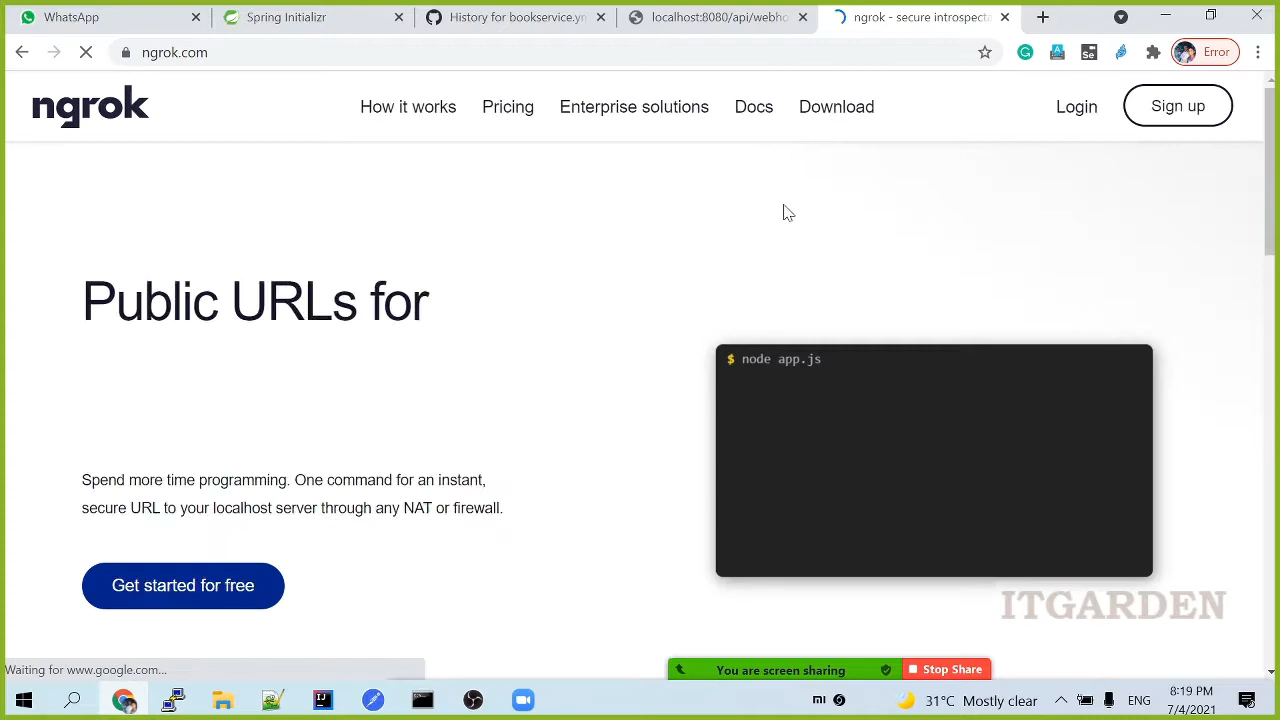 WhatsApp
Spring Initializr
History for bookservice.yn
localhost:8080/api/webho
ngrok - secure introspecta
ngrok.com
Error
ngrok
How it works
Pricing
Enterprise solutions
Docs
Download
Login
Sign up
Public URLs for
$ node app.js
Spend more time programming. One command for an instant,
secure URL to your localhost server through any NAT or firewall.
Get started for free
ITGARDEN
Waiting for www.google.com...
You are screen sharing
Stop Share
31°C Mostly clear
ENG
8:19 PM
7/4/2021